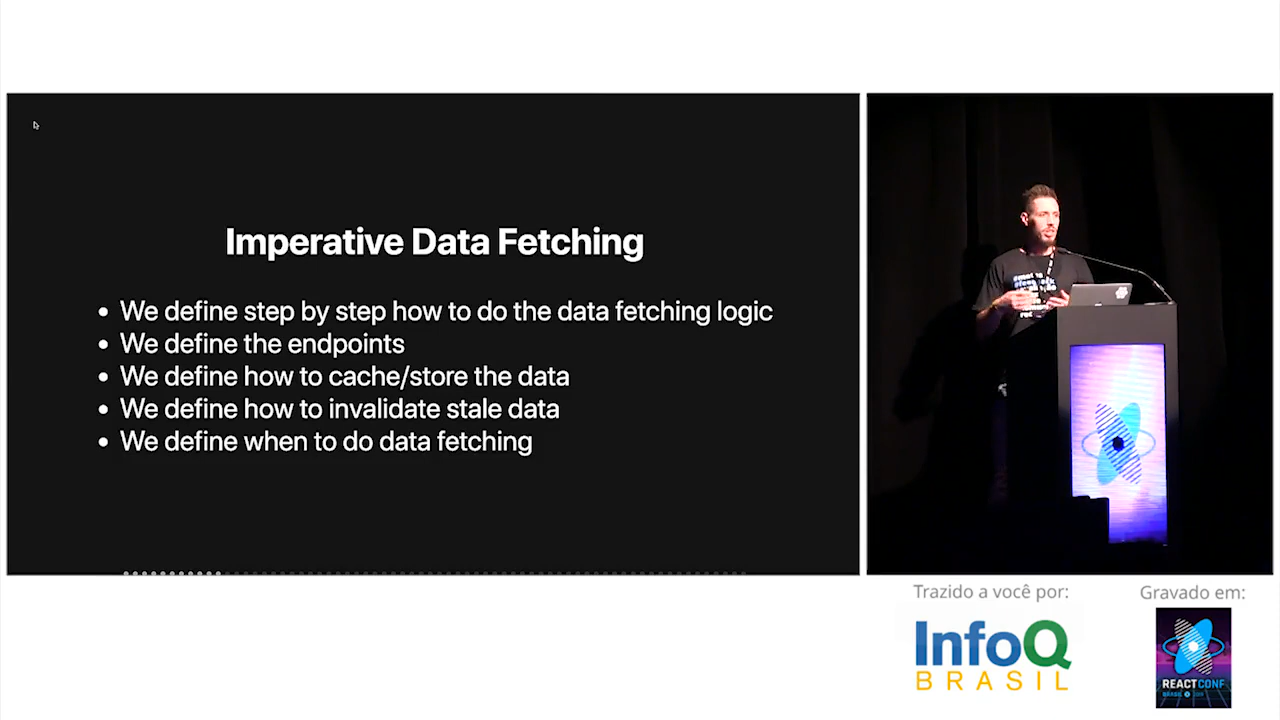 Imperative Data Fetching
• We define step by step how to do the data fetching logic
• We define the endpoints
• We define how to cache/store the data
• We define how to invalidate stale data
• We define when to do data fetching
Trazido a você por:
InfoQ
BRASIL
Gravado em:
REACTCONF
BRASIL